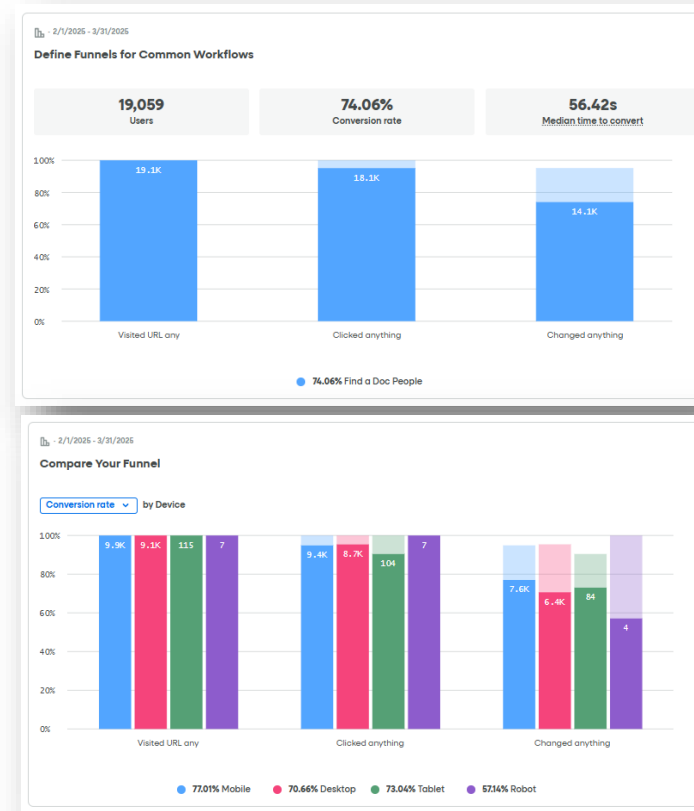 2/1/2025 - 3/31/2025
Define Funnels for Common Workflows
19,059
Users
74.06%
Conversion rate
56.42s
Median time to convert
100%
80%
60%
40%
20%
0%
19.1K
18.1K
14.1K
Visited URL any
Clicked anything
Changed anything
74.06% Find a Doc People
2/1/2025 - 3/31/2025
Compare Your Funnel
Conversion rate by Device
100%
80%
60%
40%
20%
0%
9.9K 9.1K 115 7
9.4K 8.7K 104 7
7.6K 6.4K 84 4
Visited URL any
Clicked anything
Changed anything
77.01% Mobile 70.66% Desktop 73.04% Tablet 57.14% Robot